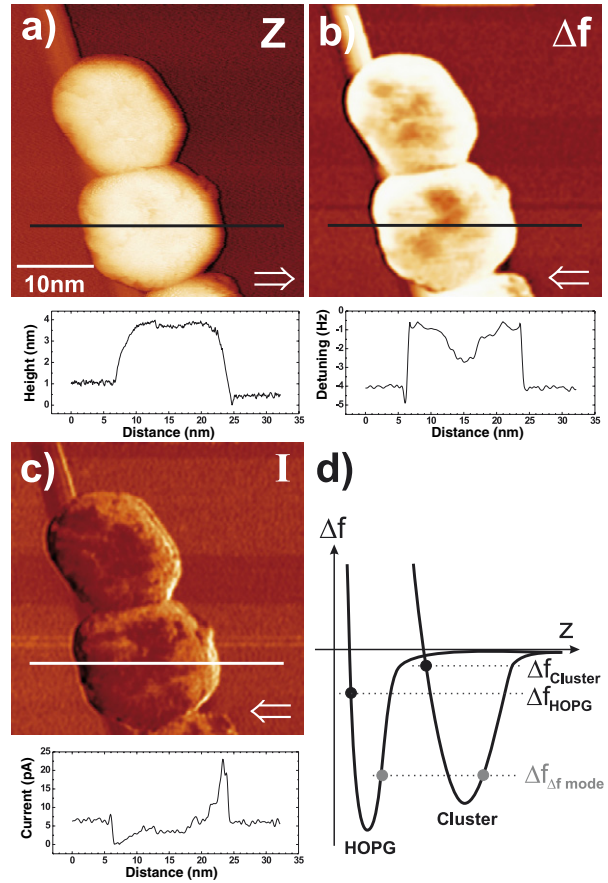 a)
Z
10nm
Height (nm)
4
3
2
1
0
0 5 10 15 20 25 30 35
Distance (nm)
b)
Δf
Detuning (Hz)
0
-1
-2
-3
-4
-5
0 5 10 15 20 25 30 35
Distance (nm)
c)
I
Current (pA)
25
20
15
10
5
0
0 5 10 15 20 25 30 35
Distance (nm)
d)
Δf
Z
ΔfCluster
ΔfHOPG
ΔfΔf mode
Cluster
HOPG